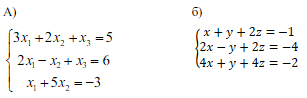 А) б)
3x₁ +2x₂ +x₃ =5
2x₁ − x₂ + x₃ = 6
x₁ +5x₂ =−3
x + y + 2z = −1
2x − y + 2z = −4
4x + y + 4z = −2